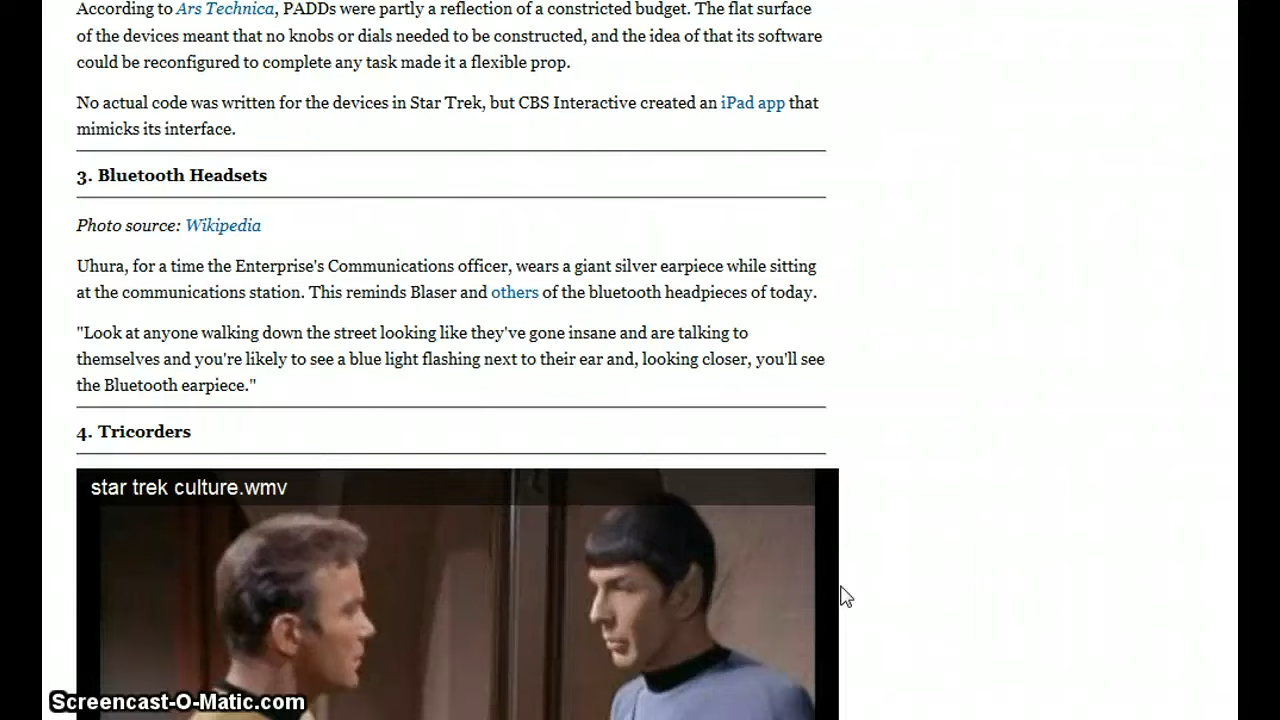 According to Ars Technica, PADDs were partly a reflection of a constricted budget. The flat surface
of the devices meant that no knobs or dials needed to be constructed, and the idea of that its software
could be reconfigured to complete any task made it a flexible prop.
No actual code was written for the devices in Star Trek, but CBS Interactive created an iPad app that
mimicks its interface.
3. Bluetooth Headsets
Photo source: Wikipedia
Uhura, for a time the Enterprise's Communications officer, wears a giant silver earpiece while sitting
at the communications station. This reminds Blaser and others of the bluetooth headpieces of today.
"Look at anyone walking down the street looking like they've gone insane and are talking to
themselves and you're likely to see a blue light flashing next to their ear and, looking closer, you'll see
the Bluetooth earpiece."
4. Tricorders
star trek culture.wmv
Screencast-O-Matic.com